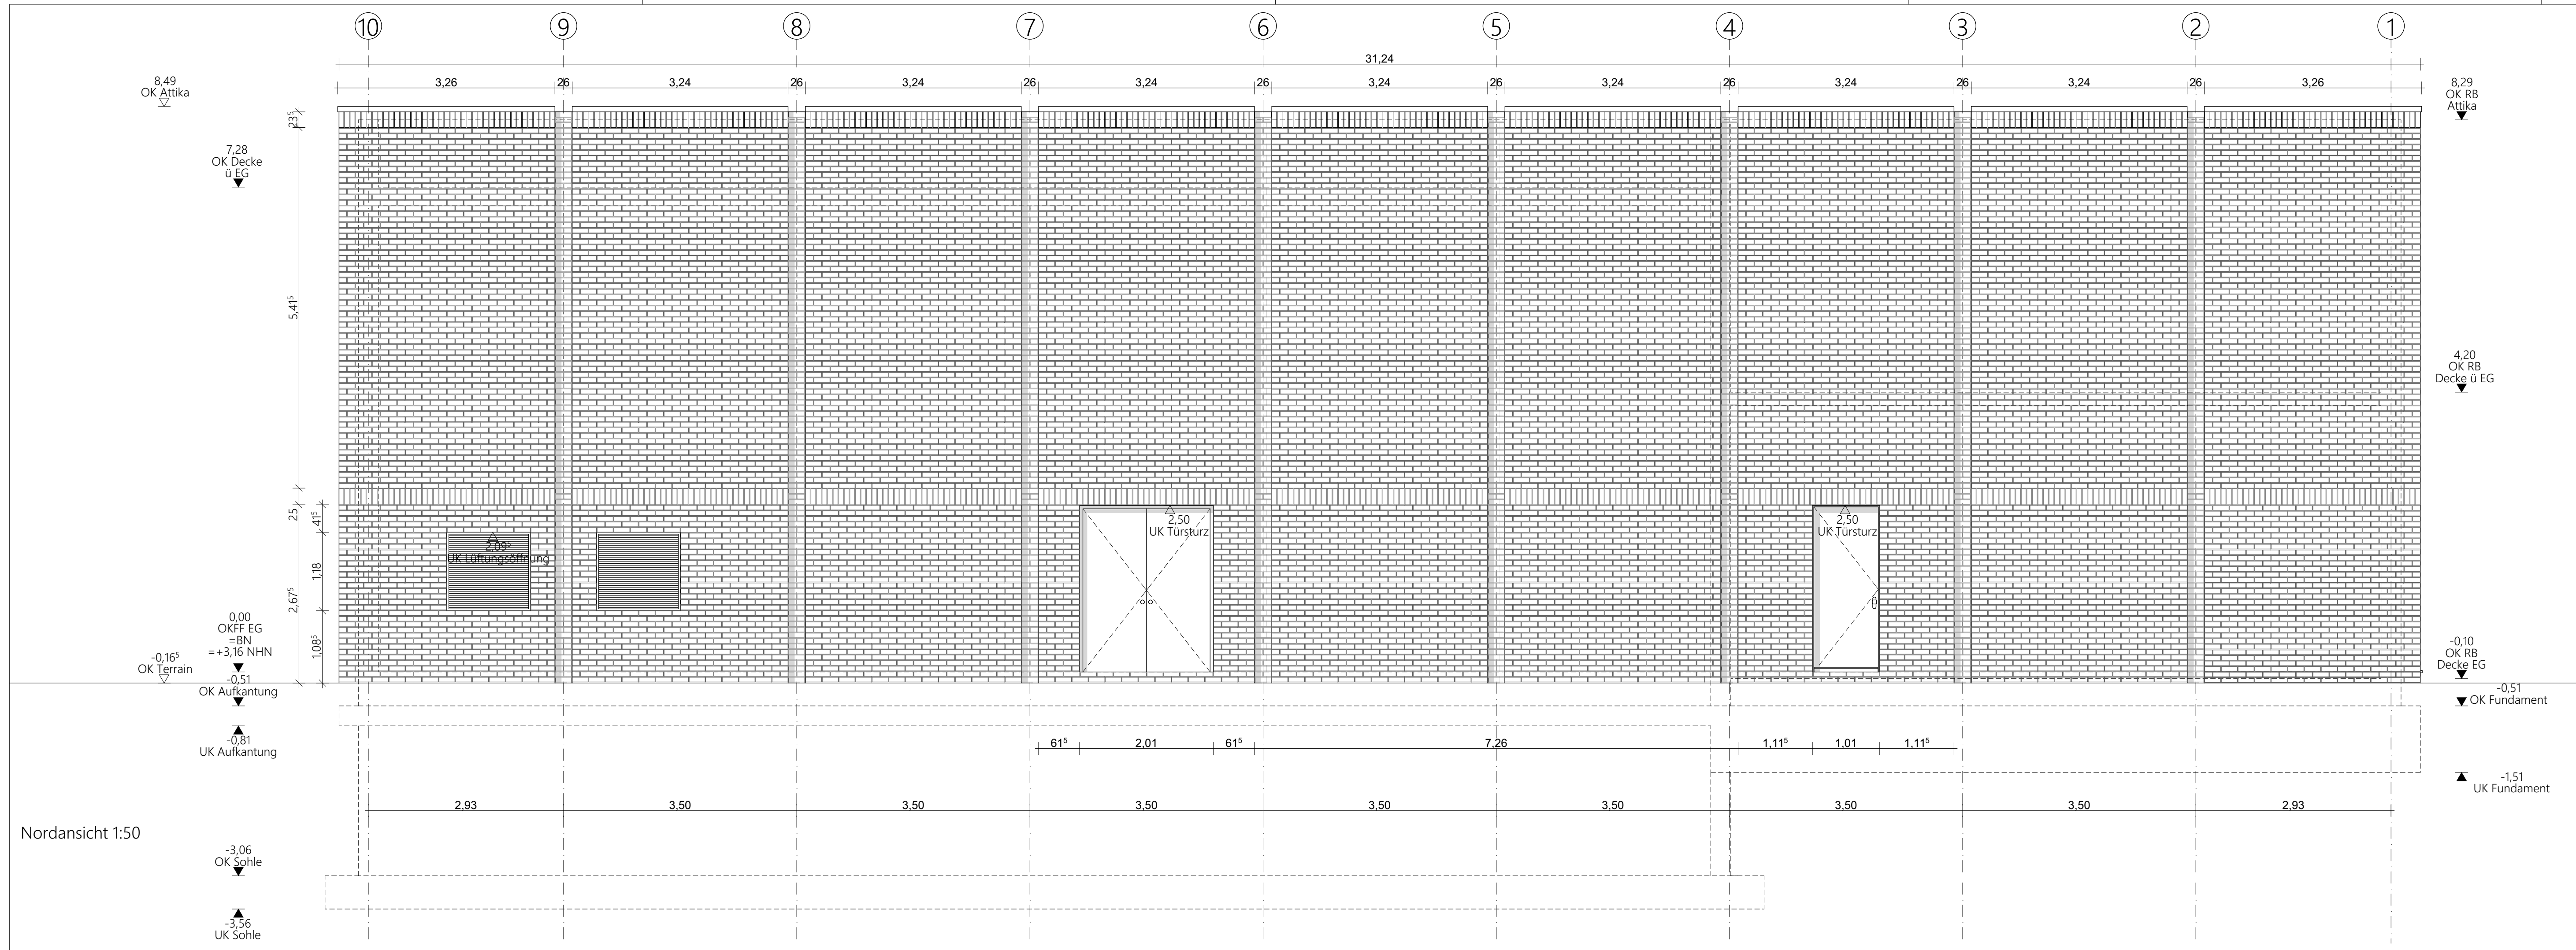 10 9 8 7 6 5 4 3 2 1
31,24
3,26 26 3,24 26 3,24 26 3,24 26 3,24 26 3,24 26 3,24 26 3,24 26 3,26
8,49
OK Attika
8,29
OK RB
Attika
23⁵
7,28
OK Decke
ü EG
5,41⁵
4,20
OK RB
Decke ü EG
25
41⁵
2,09⁵
UK Lüftungsöffnung
2,50
UK Türsturz
2,50
UK Türsturz
1,18
2,67⁵
1,08⁵
0,00
OKFF EG
=BN
=+3,16 NHN
-0,16⁵
OK Terrain
-0,51
OK Aufkantung
-0,81
UK Aufkantung
-0,10
OK RB
Decke EG
-0,51
OK Fundament
61⁵ 2,01 61⁵ 7,26 1,11⁵ 1,01 1,11⁵
-1,51
UK Fundament
2,93 3,50 3,50 3,50 3,50 3,50 3,50 3,50 2,93
Nordansicht 1:50
-3,06
OK Sohle
-3,56
UK Sohle